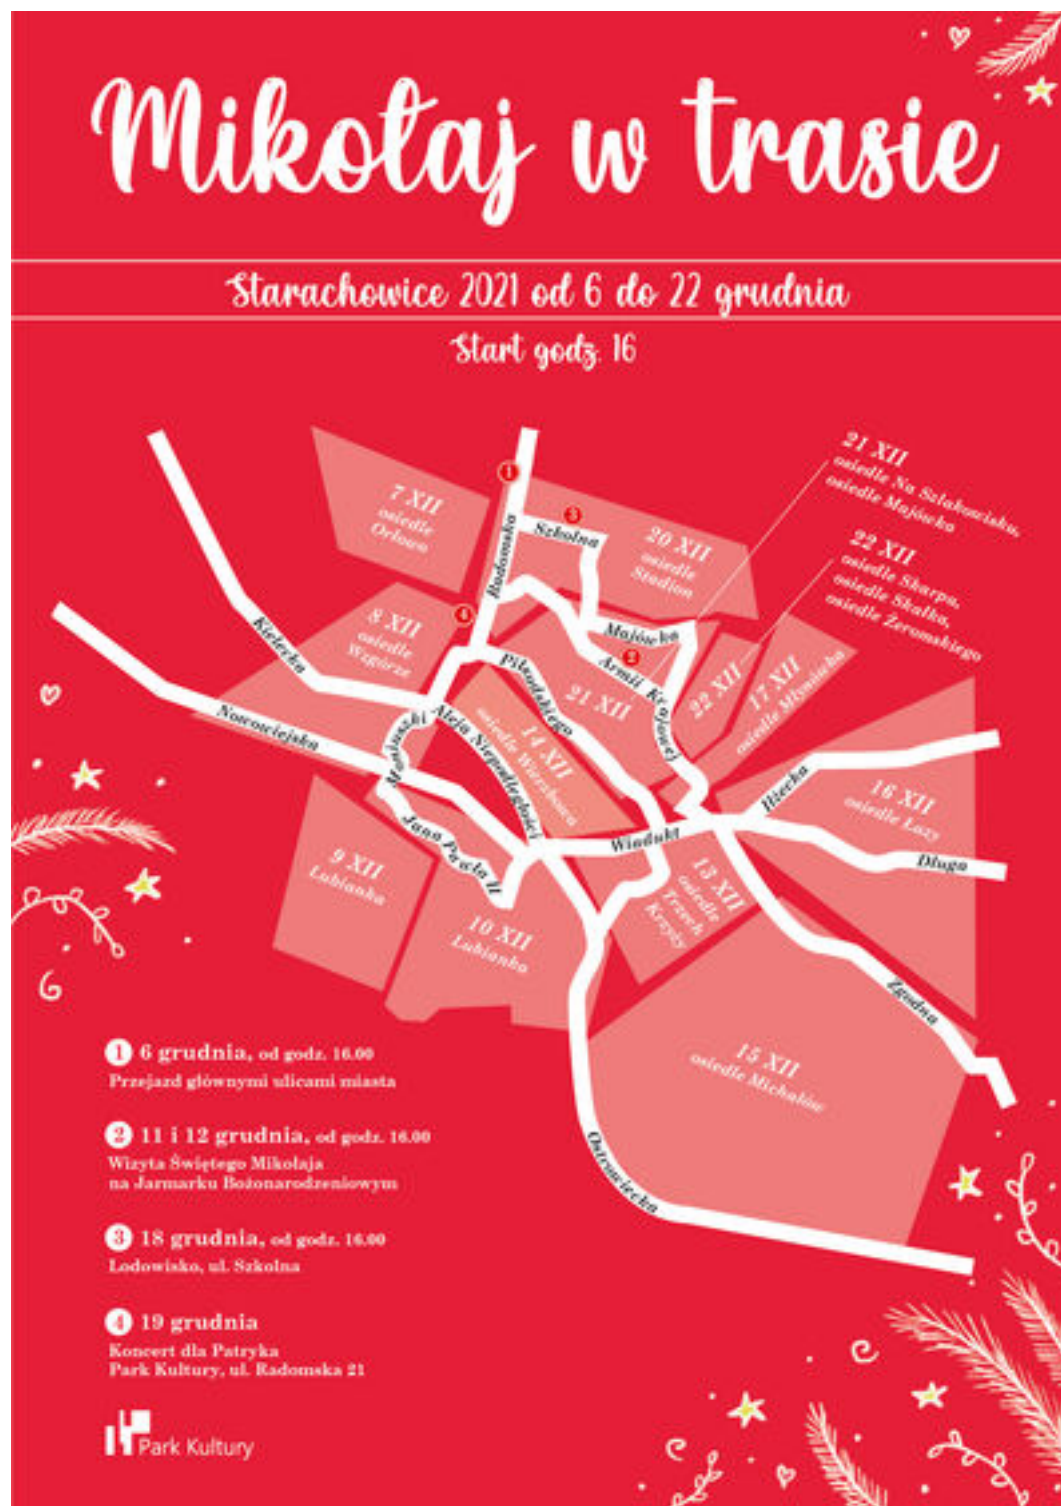 Mikołaj w trasie
Starachowice 2021 od 6 do 22 grudnia
Start godz. 16
21 XII
osiedle Na Szlakowisku,
osiedle Majówka
22 XII
osiedle Skarpa,
osiedle Skałka,
osiedle Żeromskiego
7 XII
osiedle
Orłowo
1
Radomska
3
Szkolna
20 XII
osiedle
Stadion
4
8 XII
osiedle
Wzgórze
Kielecka
Majówka
2
Armii Krajowej
Piłsudskiego
21 XII
22 XII
17 XII
osiedle Młyniska
Nowowiejska
Moniuszki
Aleja Niepodległości
14 XII
osiedle Wierzbowa
Iłżecka
16 XII
osiedle Łazy
Długa
Wiadukt
Jana Pawła II
9 XII
Lubianka
10 XII
Lubianka
13 XII
osiedle
Trzech
Krzyży
Zgodna
15 XII
osiedle Michałów
Ostrowiecka
1 6 grudnia, od godz. 16.00
Przejazd głównymi ulicami miasta
2 11 i 12 grudnia, od godz. 16.00
Wizyta Świętego Mikołaja
na Jarmarku Bożonarodzeniowym
3 18 grudnia, od godz. 16.00
Lodowisko, ul. Szkolna
4 19 grudnia
Koncert dla Patryka
Park Kultury, ul. Radomska 21
Park Kultury